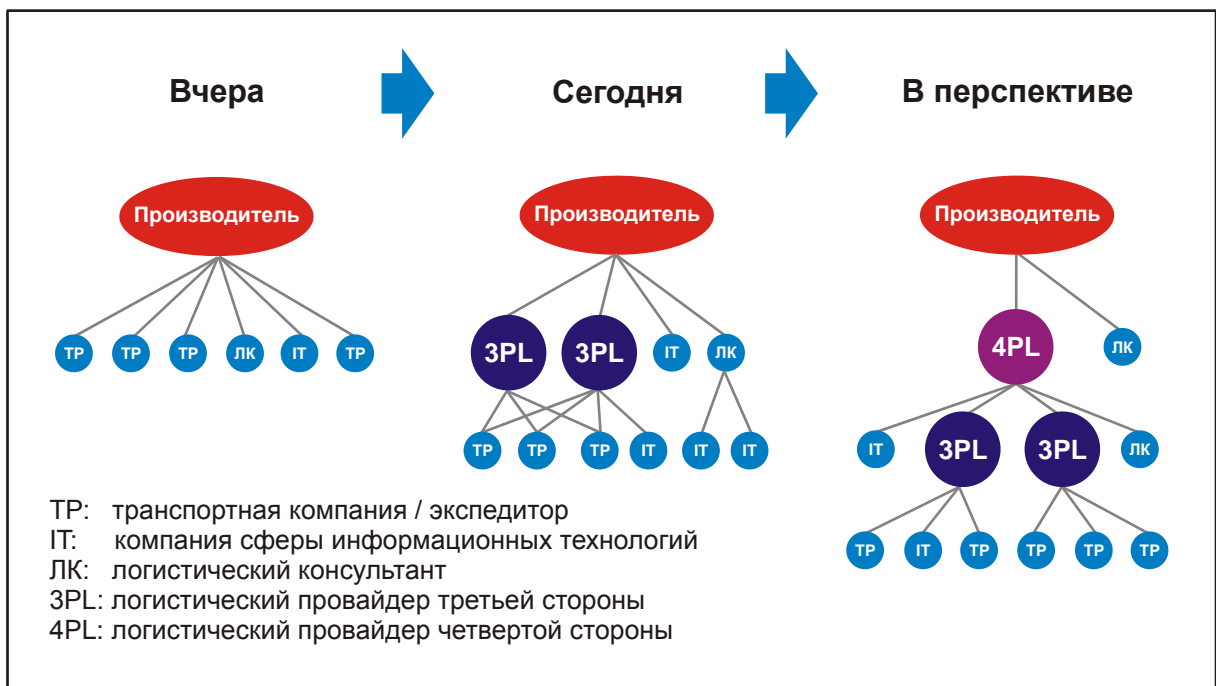 Вчера
Сегодня
В перспективе
Производитель
Производитель
Производитель
ТР ТР ТР ЛК IT ТР
3PL 3PL IT ЛК
4PL ЛК
ТР ТР ТР IT IT IT
IT 3PL 3PL ЛК
ТР IT ТР ТР ТР ТР
ТР: транспортная компания / экспедитор
IT: компания сферы информационных технологий
ЛК: логистический консультант
3PL: логистический провайдер третьей стороны
4PL: логистический провайдер четвертой стороны